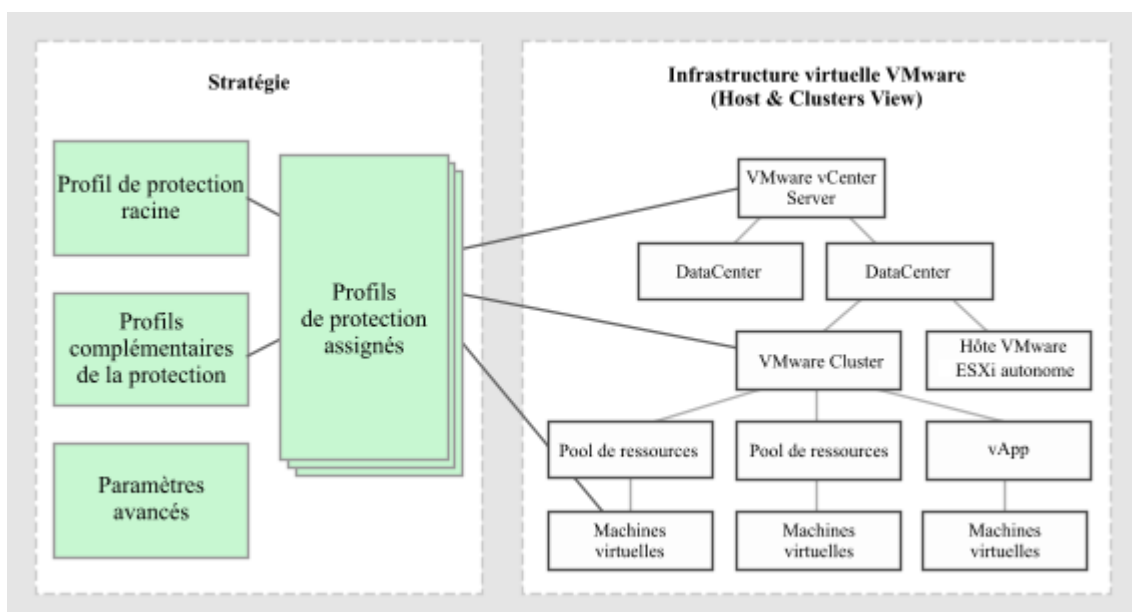 Stratégie
Profil de protection
racine
Profils
complémentaires
de la protection
Paramètres
avancés
Profils
de protection
assignés
Infrastructure virtuelle VMware
(Host & Clusters View)
VMware vCenter
Server
DataCenter
DataCenter
VMware Cluster
Hôte VMware
ESXi autonome
Pool de ressources
Pool de ressources
vApp
Machines
virtuelles
Machines
virtuelles
Machines
virtuelles